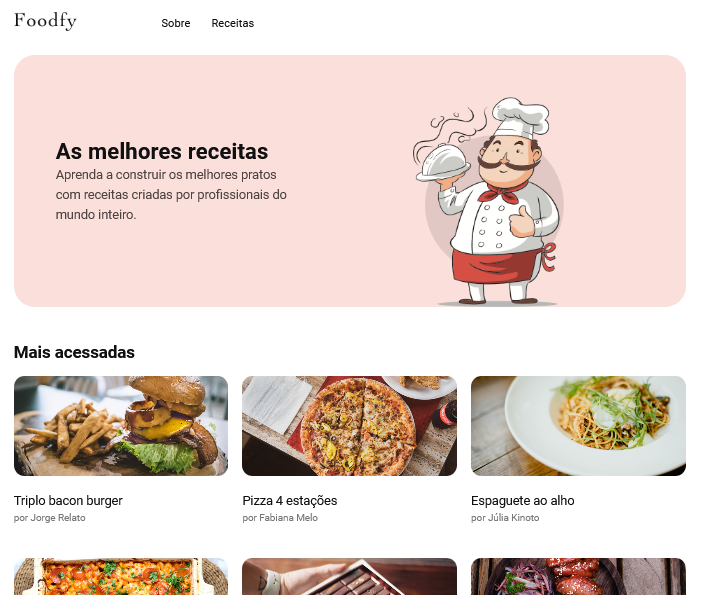 Foodfy
Sobre
Receitas
As melhores receitas
Aprenda a construir os melhores pratos
com receitas criadas por profissionais do
mundo inteiro.
Mais acessadas
Triplo bacon burger
por Jorge Relato
Pizza 4 estações
por Fabiana Melo
Espaguete ao alho
por Júlia Kinoto